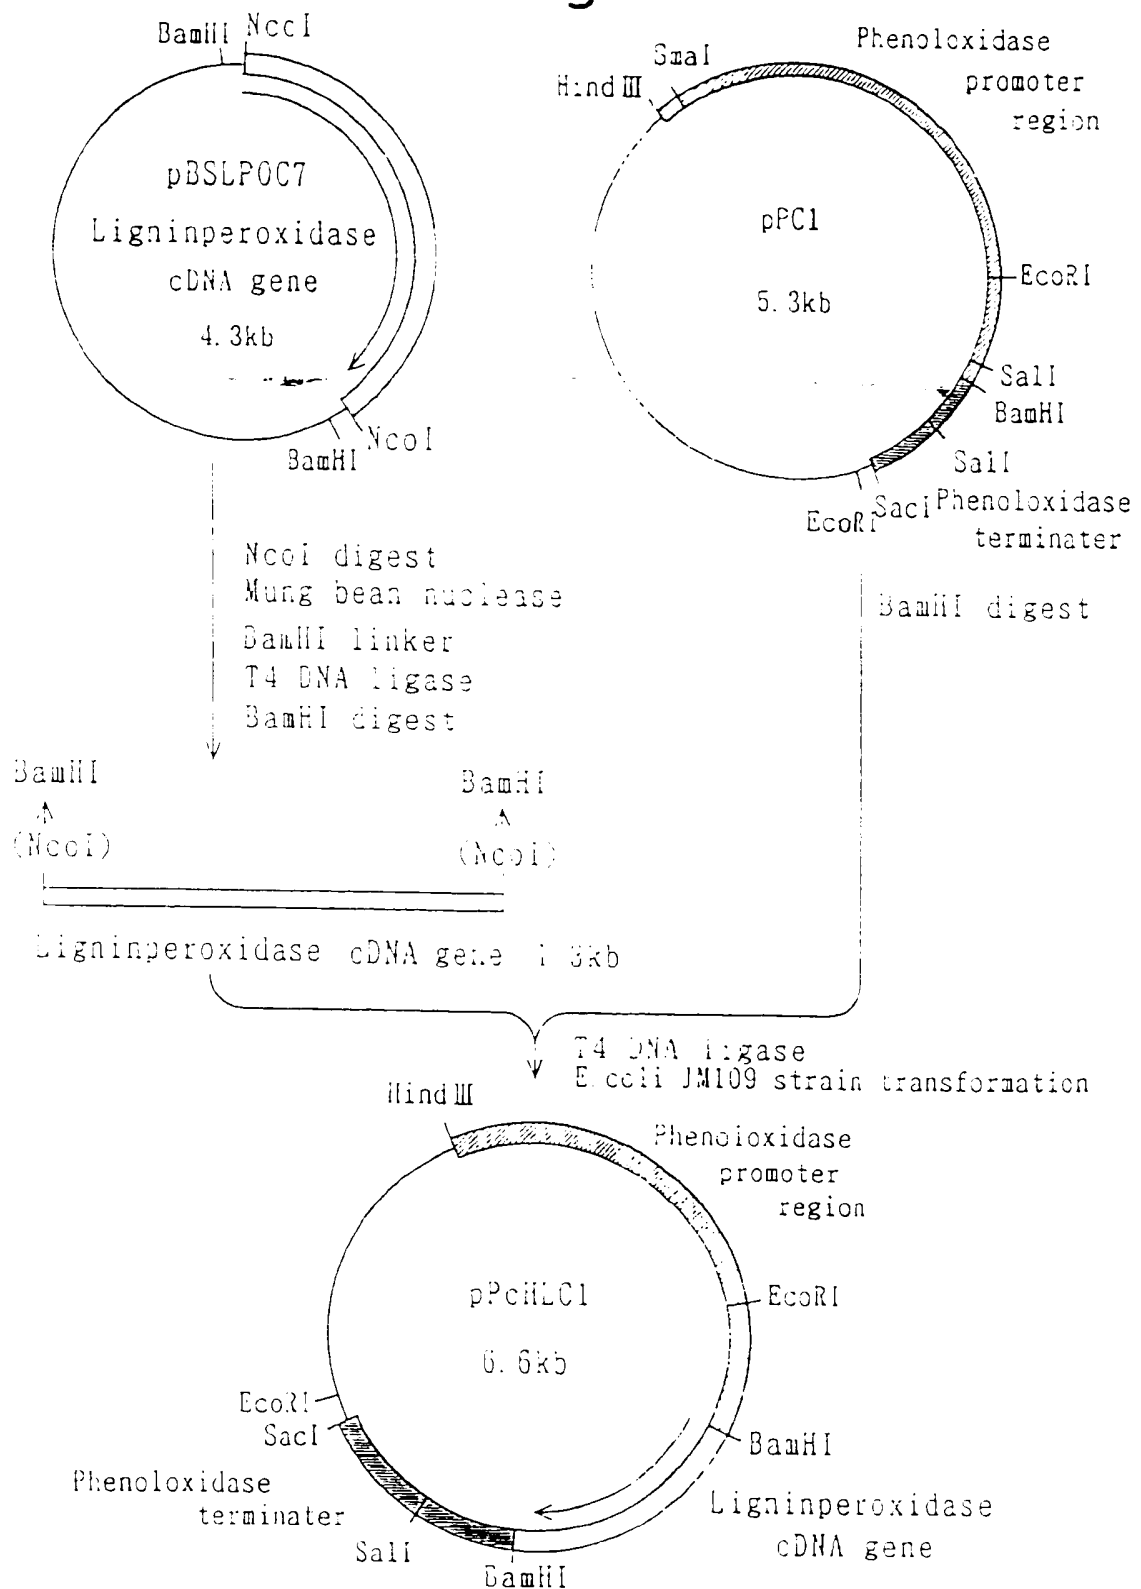 g
BamHI NccI
pBSLPOC7
Ligninperoxidase
cDNA gene
4.3kb
NcoI
BamHI
SmaI
HindⅢ
Phenoloxidase
promoter
region
pPC1
5.3kb
EcoRI
SalI
BamHI
SalI
SacI
EcoRI
Phenoloxidase
terminater
NcoI digest
Mung bean nuclease
BamHI linker
T4 DNA ligase
BamHI digest
BamHI digest
BamHI
(NcoI)
BamHI
(NcoI)
Ligninperoxidase cDNA gene 1.3kb
T4 DNA ligase
E.coli JM109 strain transformation
HindⅢ
Phenoloxidase
promoter
region
pPcHLC1
6.6kb
EcoRI
EcoRI
SacI
BamHI
Phenoloxidase
terminater
Ligninperoxidase
cDNA gene
SalI
BamHI